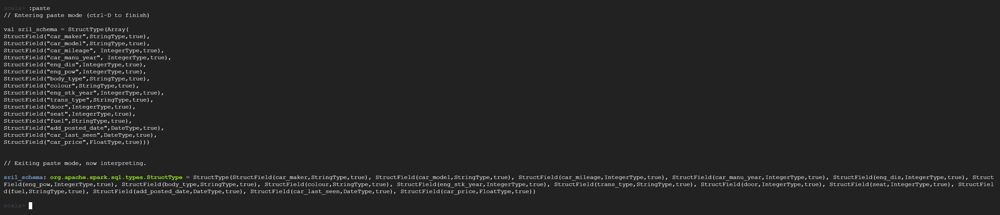 scala> :paste
// Entering paste mode (ctrl-D to finish)
val sri1_schema = StructType(Array(
StructField("car_maker",StringType,true),
StructField("car_model",StringType,true),
StructField("car_mileage", IntegerType,true),
StructField("car_manu_year", IntegerType,true),
StructField("eng_dis",IntegerType,true),
StructField("eng_pow",IntegerType,true),
StructField("body_type",StringType,true),
StructField("colour",StringType,true),
StructField("eng_stk_year",IntegerType,true),
StructField("trans_type",StringType,true),
StructField("door",IntegerType,true),
StructField("seat",IntegerType,true),
StructField("fuel",StringType,true),
StructField("add_posted_date",DateType,true),
StructField("car_last_seen",DateType,true),
StructField("car_price",FloatType,true)))
// Exiting paste mode, now interpreting.
sri1_schema: org.apache.spark.sql.types.StructType = StructType(StructField(car_maker,StringType,true), StructField(car_model,StringType,true), StructField(car_mileage,IntegerType,true), StructField(car_manu_year,IntegerType,true), StructField(eng_dis,IntegerType,true), Struct
Field(eng_pow,IntegerType,true), StructField(body_type,StringType,true), StructField(colour,StringType,true), StructField(eng_stk_year,IntegerType,true), StructField(trans_type,StringType,true), StructField(door,IntegerType,true), StructField(seat,IntegerType,true), StructFiel
d(fuel,StringType,true), StructField(add_posted_date,DateType,true), StructField(car_last_seen,DateType,true), StructField(car_price,FloatType,true))
scala>